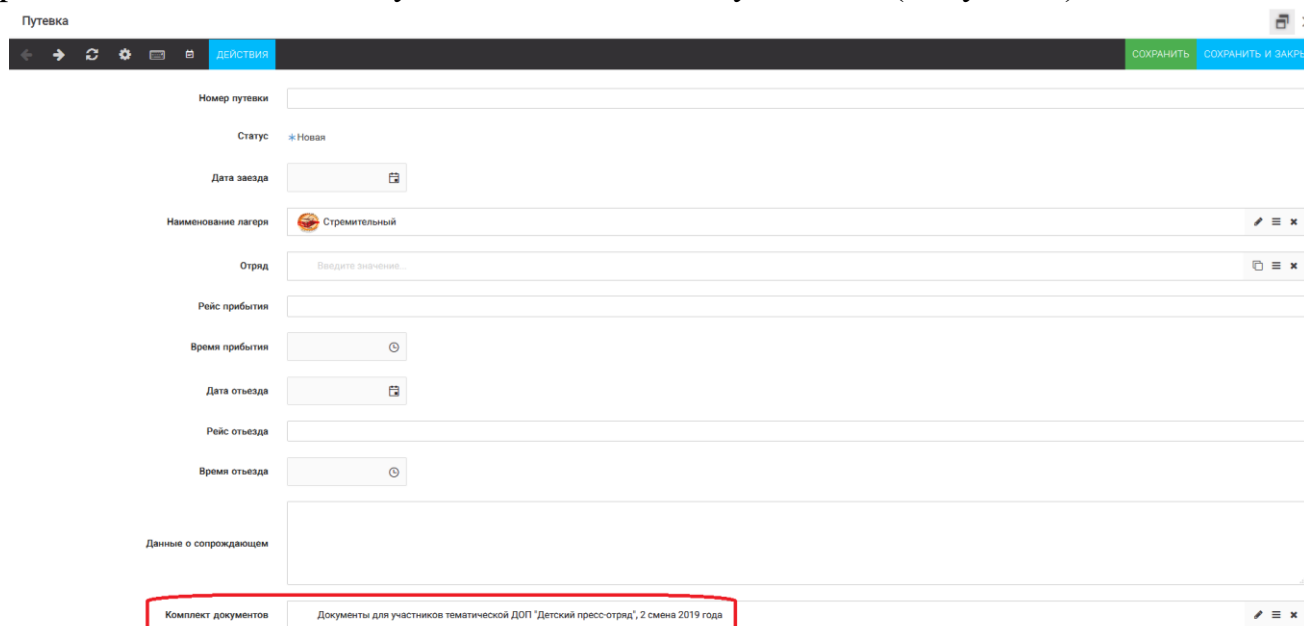 Путевка
ДЕЙСТВИЯ
СОХРАНИТЬ СОХРАНИТЬ И ЗАКРЫ
Номер путевки
Статус Новая
Дата заезда
Наименование лагеря Стремительный
Отряд Введите значение...
Рейс прибытия
Время прибытия
Дата отъезда
Рейс отъезда
Время отъезда
Данные о сопрождающем
Комплект документов Документы для участников тематической ДОП "Детский пресс-отряд", 2 смена 2019 года